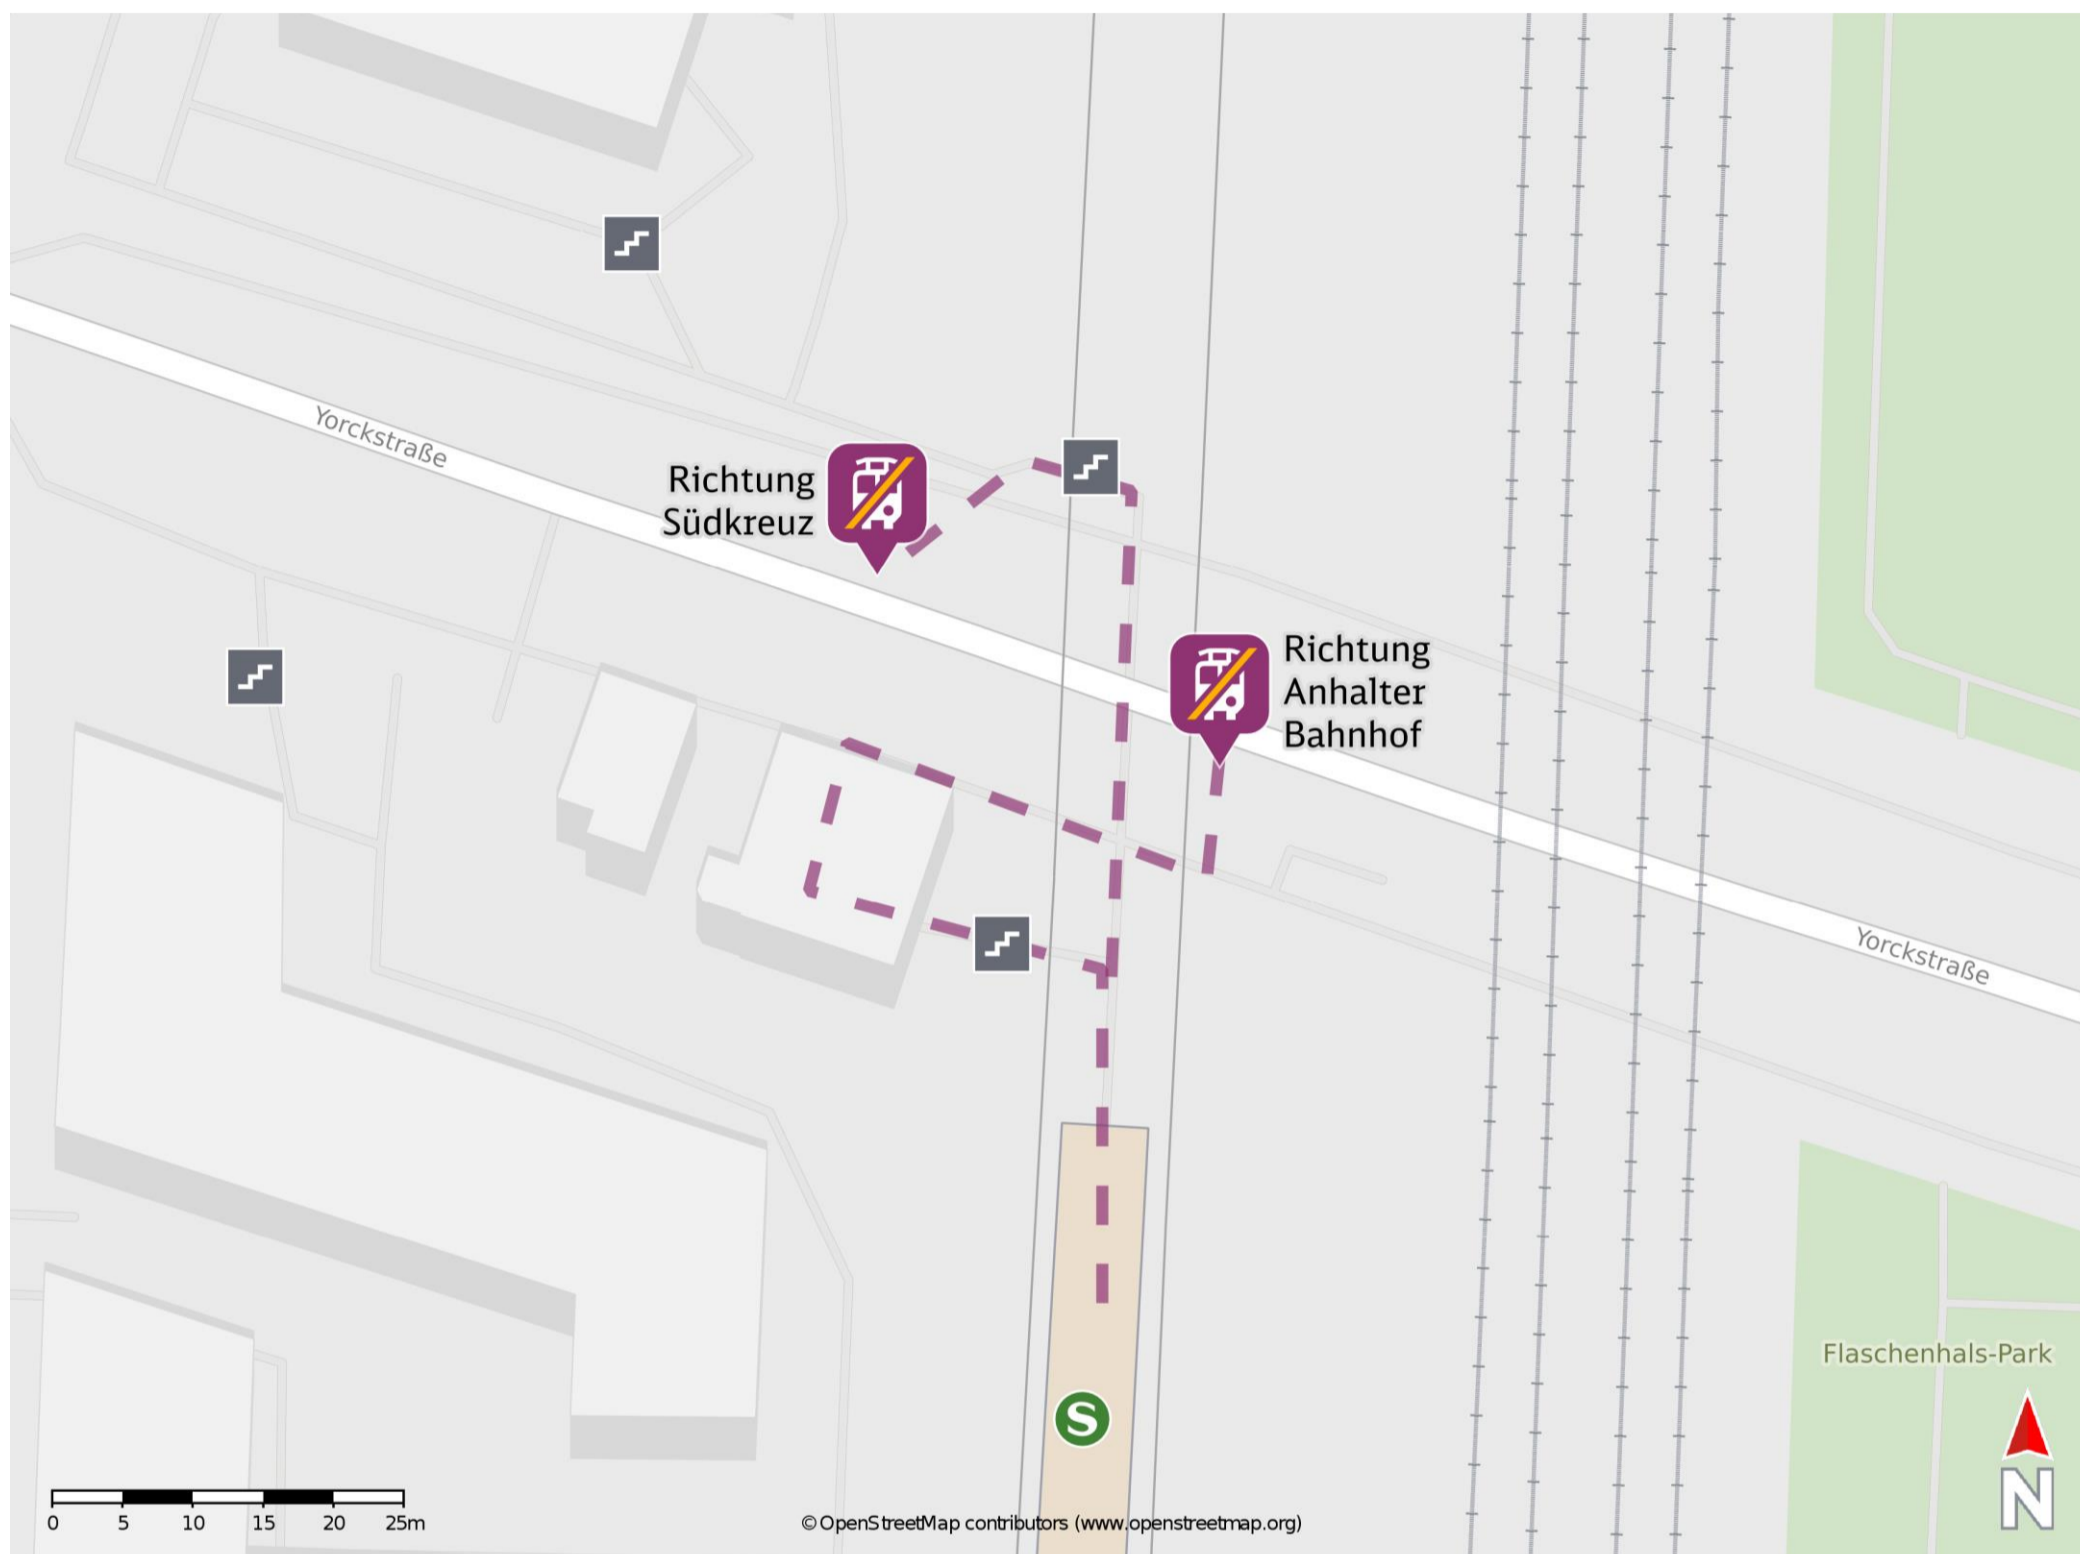 Yorckstraße
Richtung
Südkreuz
Richtung
Anhalter
Bahnhof
Yorckstraße
Flaschenhals-Park
S
N
0 5 10 15 20 25m
© OpenStreetMap contributors (www.openstreetmap.org)